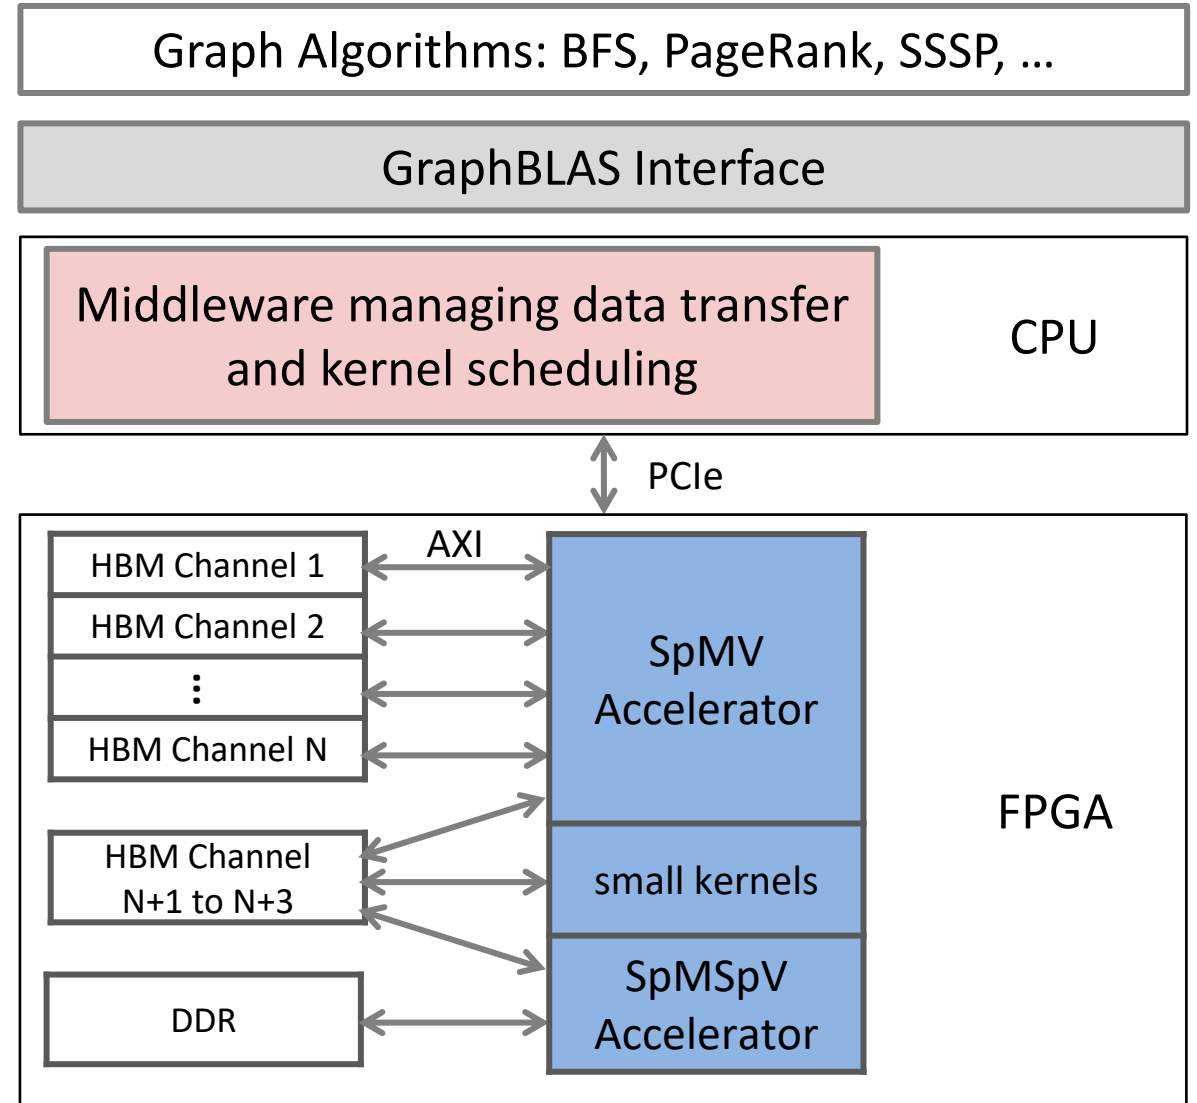 Graph Algorithms: BFS, PageRank, SSSP, ...
GraphBLAS Interface
Middleware managing data transfer
and kernel scheduling
CPU
PCIe
AXI
HBM Channel 1
HBM Channel 2
⋮
HBM Channel N
HBM Channel
N+1 to N+3
DDR
SpMV
Accelerator
small kernels
SpMSpV
Accelerator
FPGA